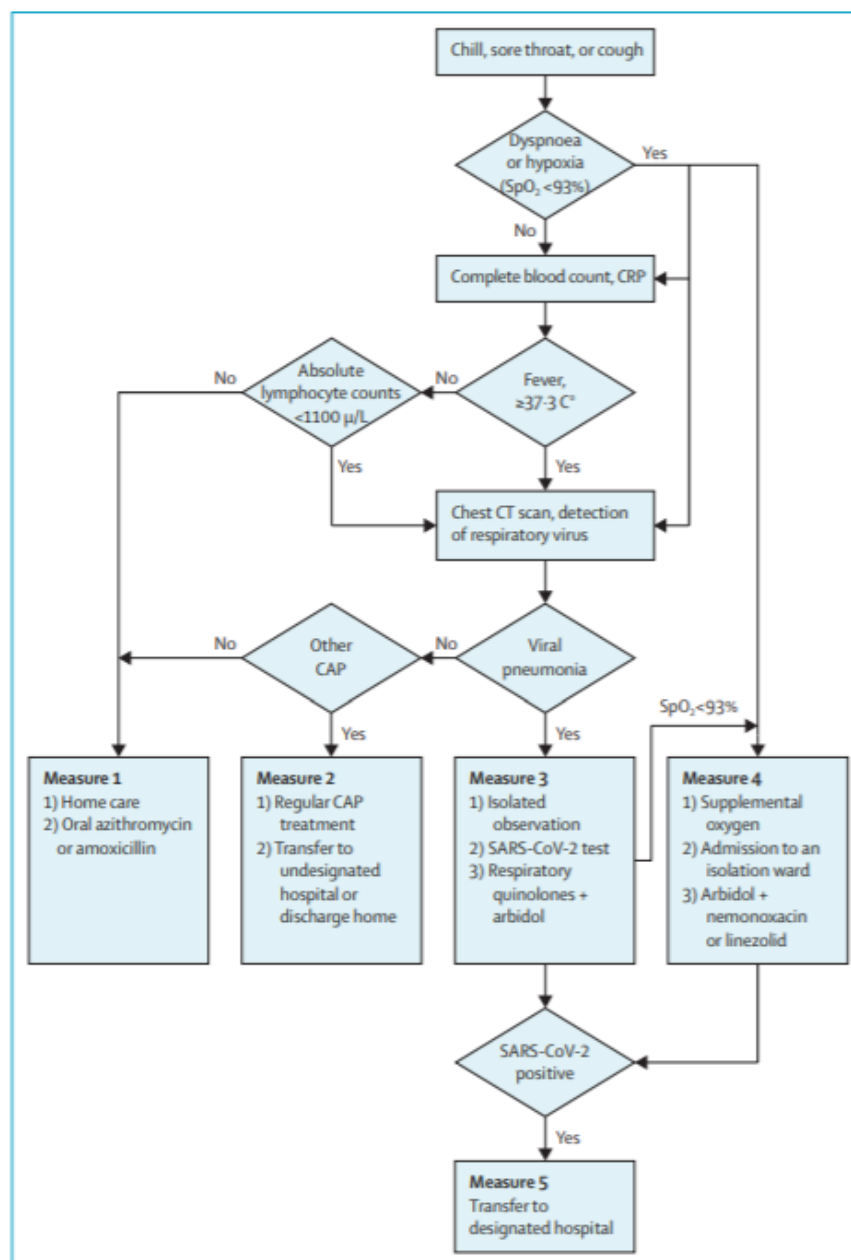 Chill, sore throat, or cough
Dyspnoea
or hypoxia
(SpO₂ <93%)
Yes
No
Complete blood count, CRP
No
Absolute
lymphocyte counts
<1100 μ/L
No
Fever,
≥37·3 C°
Yes
Yes
Chest CT scan, detection
of respiratory virus
No
Other
CAP
No
Viral
pneumonia
SpO₂<93%
Yes
Yes
Measure 1
1) Home care
2) Oral azithromycin
or amoxicillin
Measure 2
1) Regular CAP
treatment
2) Transfer to
undesignated
hospital or
discharge home
Measure 3
1) Isolated
observation
2) SARS-CoV-2 test
3) Respiratory
quinolones +
arbidol
Measure 4
1) Supplemental
oxygen
2) Admission to an
isolation ward
3) Arbidol +
nemonoxacin
or linezolid
SARS-CoV-2
positive
Yes
Measure 5
Transfer to
designated hospital